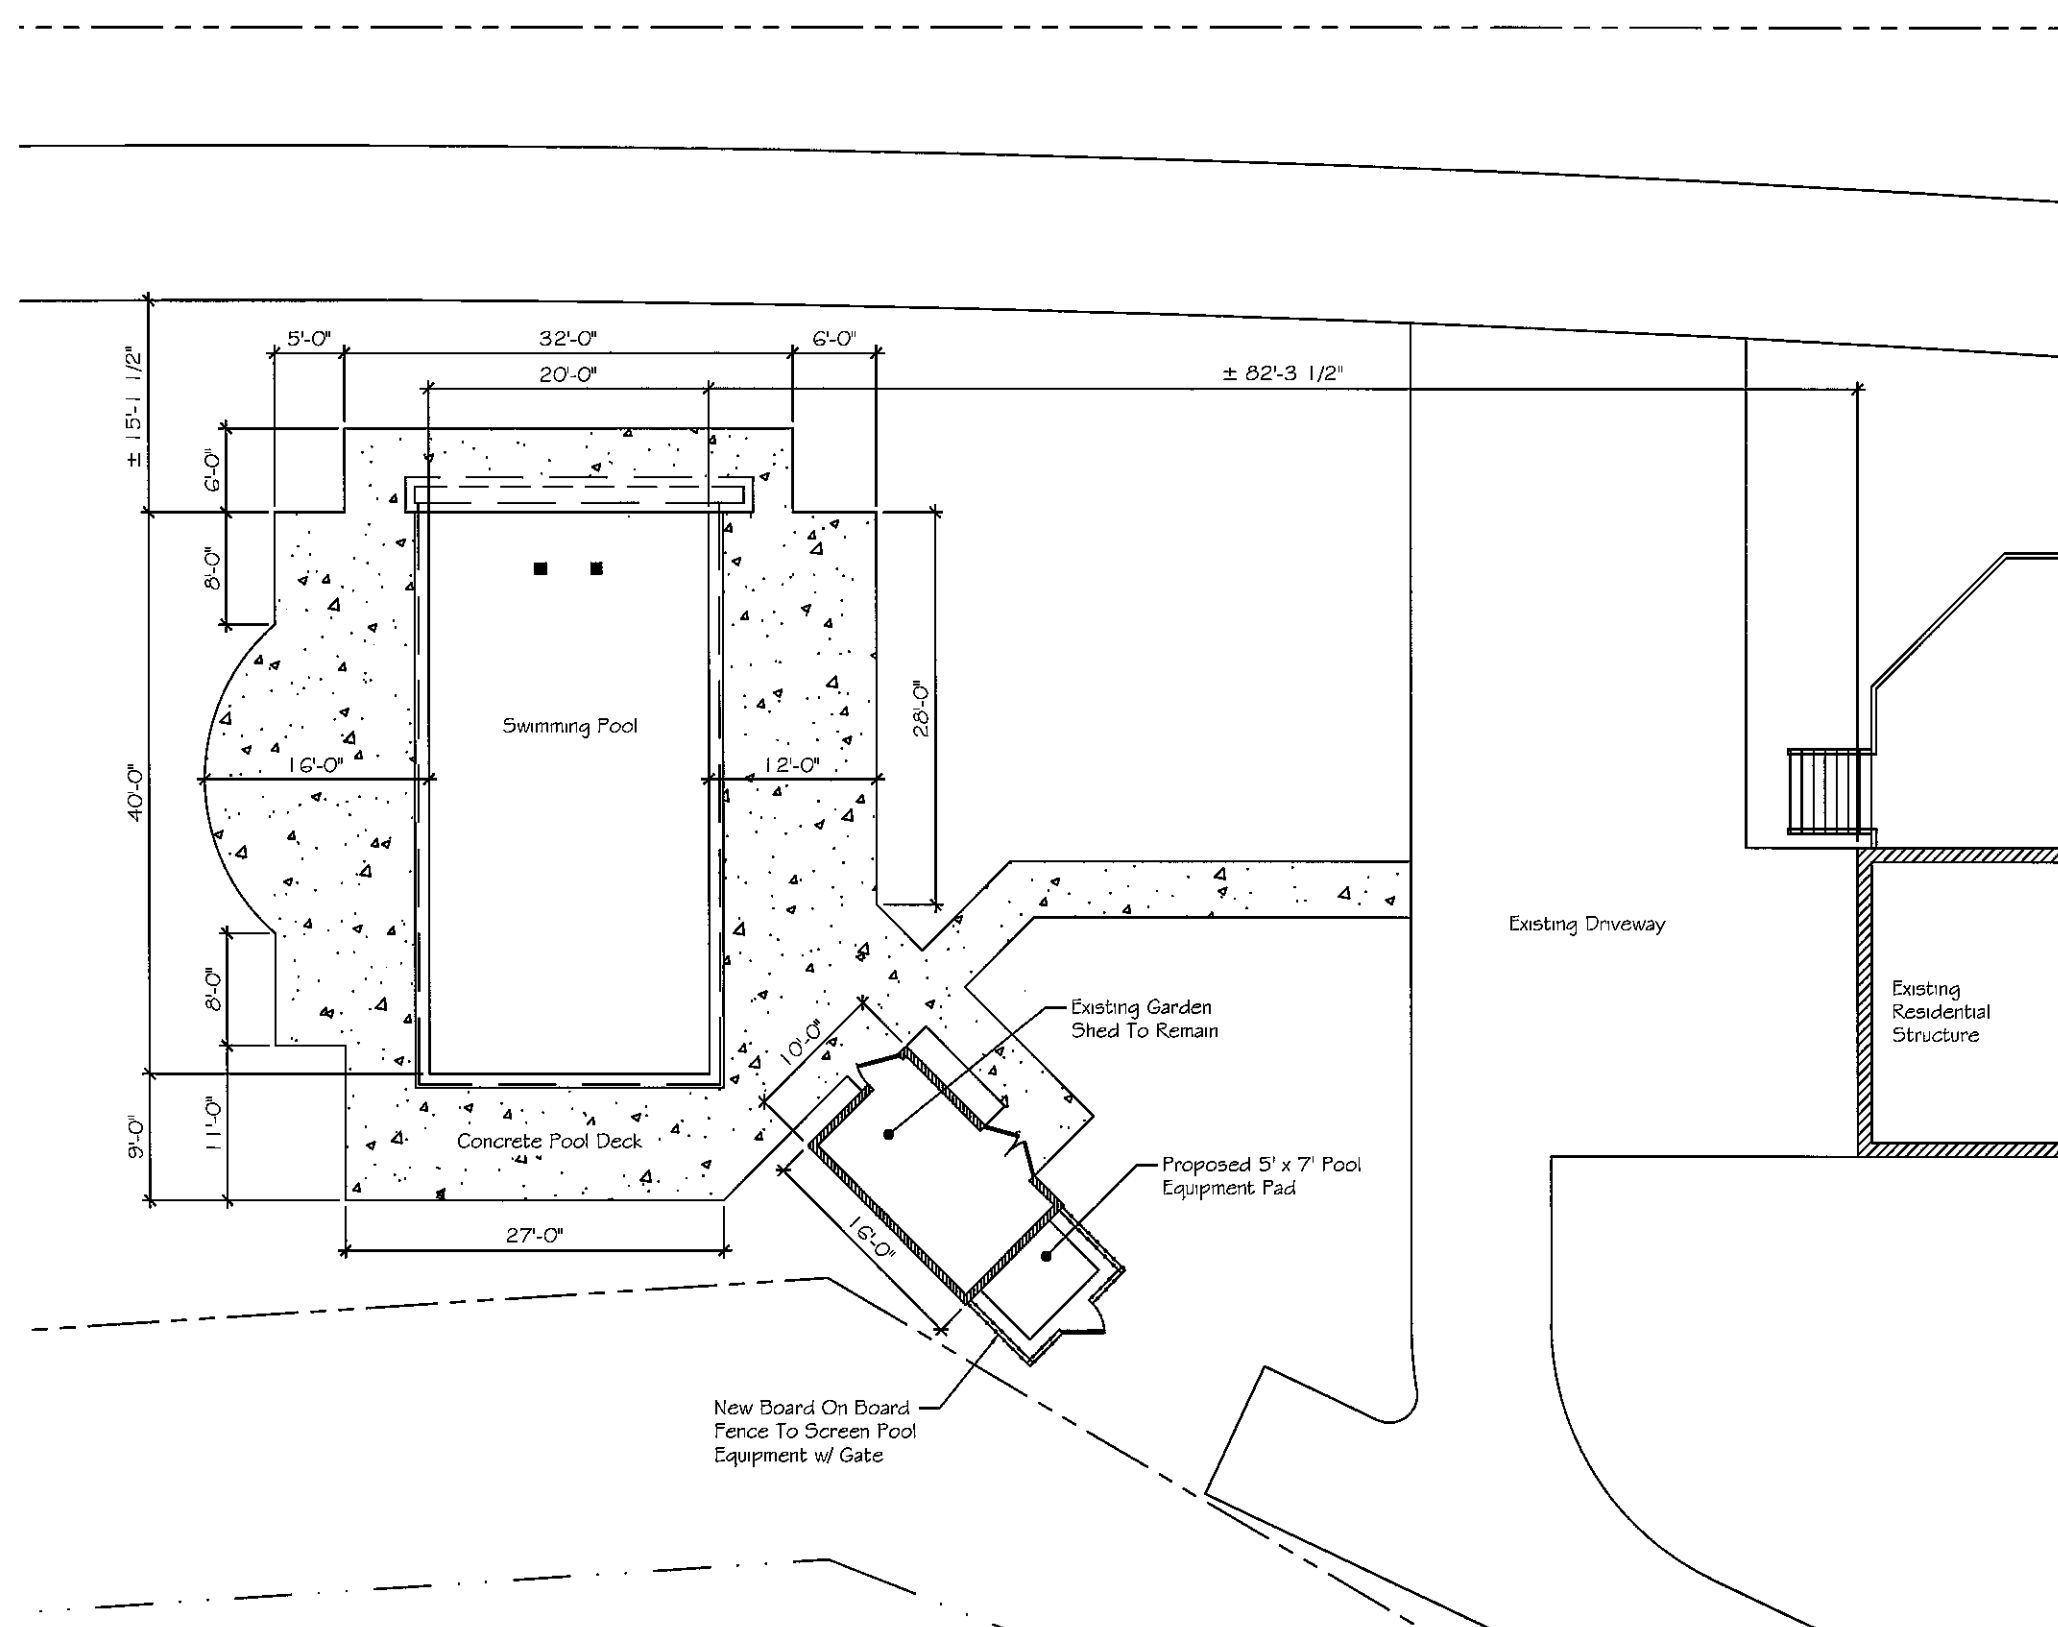 5'-0"
32'-0"
6'-0"
20'-0"
± 82'-3 1/2"
± 15'-1 1/2"
6'-0"
8'-0"
28'-0"
Swimming Pool
16'-0"
12'-0"
40'-0"
Existing Driveway
8'-0"
Existing
Residential
Structure
Existing Garden
Shed To Remain
10'-0"
9'-0"
11'-0"
Concrete Pool Deck
Proposed 5' x 7' Pool
Equipment Pad
27'-0"
16'-0"
New Board On Board
Fence To Screen Pool
Equipment w/ Gate